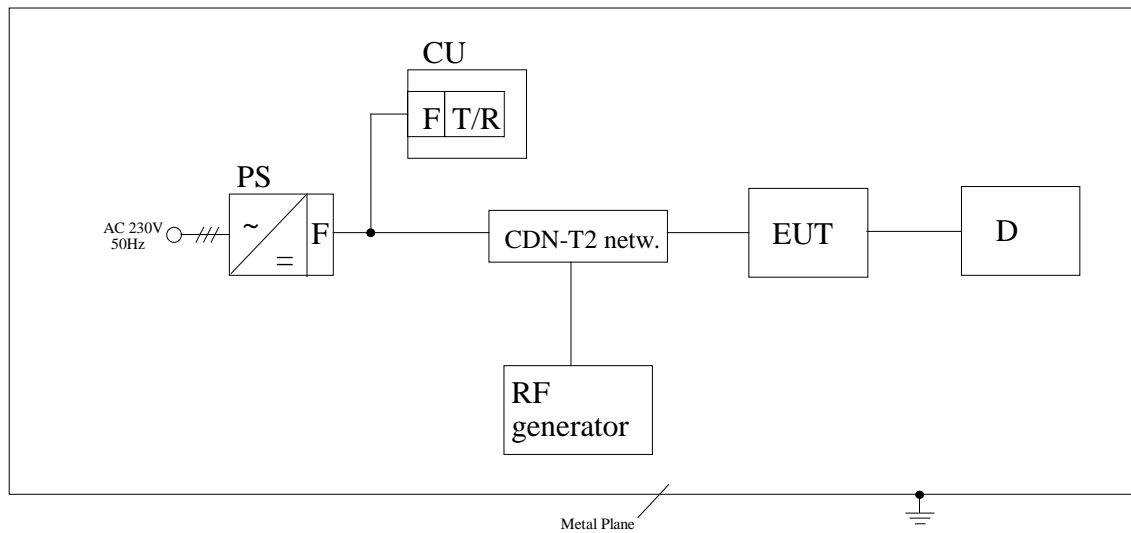 CU
F T/R
PS
AC 230V
50Hz
~
=
F
CDN-T2 netw.
EUT
D
RF
generator
Metal Plane